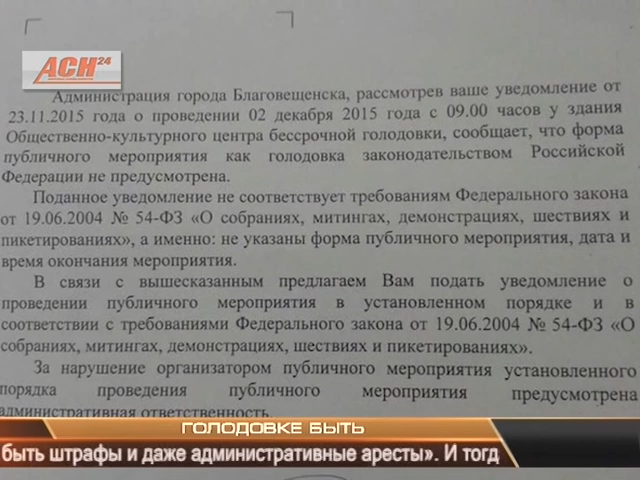 АСН24
Администрация города Благовещенска, рассмотрев ваше уведомление от
23.11.2015 года о проведении 02 декабря 2015 года с 09.00 часов у здания
Общественно-культурного центра бессрочной голодовки, сообщает, что форма
публичного мероприятия как голодовка законодательством Российской
Федерации не предусмотрена.
Поданное уведомление не соответствует требованиям Федерального закона
от 19.06.2004 № 54-ФЗ «О собраниях, митингах, демонстрациях, шествиях и
пикетированиях», а именно: не указаны форма публичного мероприятия, дата и
время окончания мероприятия.
В связи с вышесказанным предлагаем Вам подать уведомление о
проведении публичного мероприятия в установленном порядке и в
соответствии с требованиями Федерального закона от 19.06.2004 № 54-ФЗ «О
собраниях, митингах, демонстрациях, шествиях и пикетированиях».
За нарушение организатором публичного мероприятия установленного
порядка проведения публичного мероприятия предусмотрена
административная ответственность.
ГОЛОДОВКЕ БЫТЬ
быть штрафы и даже административные аресты». И тогд